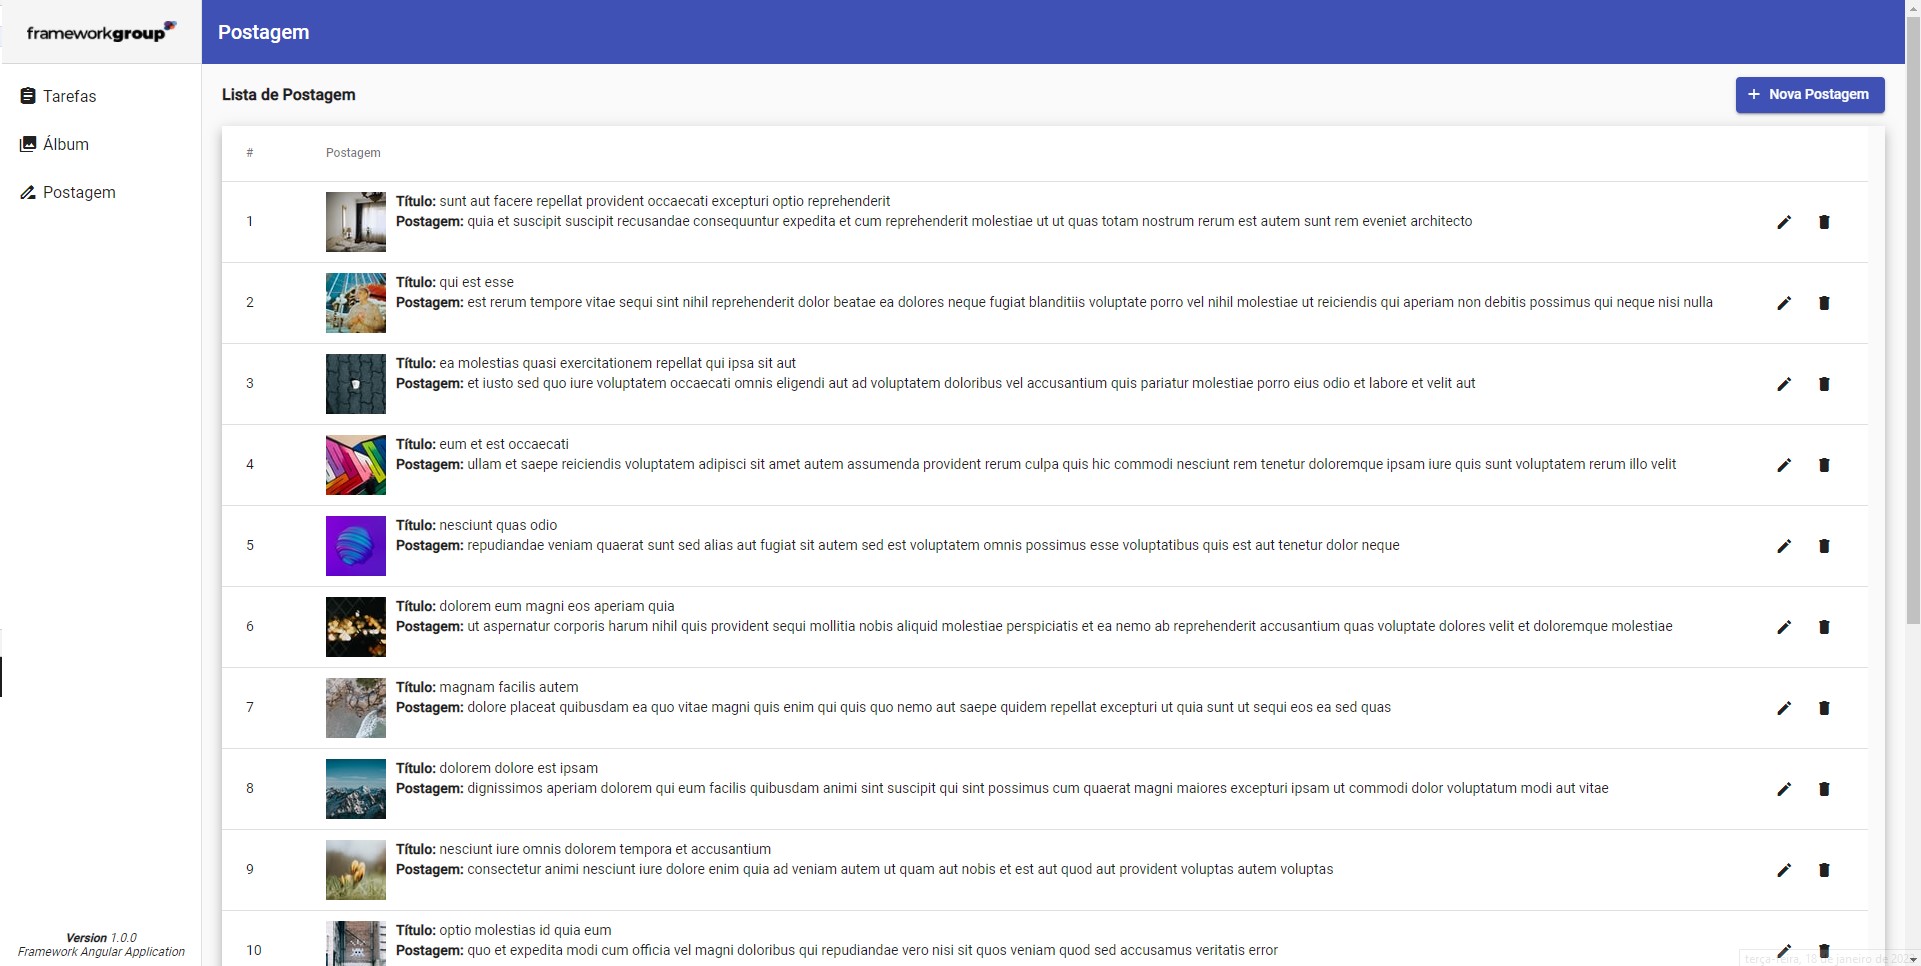 frameworkgroup
Postagem
Tarefas
Álbum
Postagem
Lista de Postagem
+ Nova Postagem
# Postagem
1
Título: sunt aut facere repellat provident occaecati excepturi optio reprehenderit
Postagem: quia et suscipit suscipit recusandae consequuntur expedita et cum reprehenderit molestiae ut ut quas totam nostrum rerum est autem sunt rem eveniet architecto
2
Título: qui est esse
Postagem: est rerum tempore vitae sequi sint nihil reprehenderit dolor beatae ea dolores neque fugiat blanditiis voluptate porro vel nihil molestiae ut reiciendis qui aperiam non debitis possimus qui neque nisi nulla
3
Título: ea molestias quasi exercitationem repellat qui ipsa sit aut
Postagem: et iusto sed quo iure voluptatem occaecati omnis eligendi aut ad voluptatem doloribus vel accusantium quis pariatur molestiae porro eius odio et labore et velit aut
4
Título: eum et est occaecati
Postagem: ullam et saepe reiciendis voluptatem adipisci sit amet autem assumenda provident rerum culpa quis hic commodi nesciunt rem tenetur doloremque ipsam iure quis sunt voluptatem rerum illo velit
5
Título: nesciunt quas odio
Postagem: repudiandae veniam quaerat sunt sed alias aut fugiat sit autem sed est voluptatem omnis possimus esse voluptatibus quis est aut tenetur dolor neque
6
Título: dolorem eum magni eos aperiam quia
Postagem: ut aspernatur corporis harum nihil quis provident sequi mollitia nobis aliquid molestiae perspiciatis et ea nemo ab reprehenderit accusantium quas voluptate dolores velit et doloremque molestiae
7
Título: magnam facilis autem
Postagem: dolore placeat quibusdam ea quo vitae magni quis enim qui quis quo nemo aut saepe quidem repellat excepturi ut quia sunt ut sequi eos ea sed quas
8
Título: dolorem dolore est ipsam
Postagem: dignissimos aperiam dolorem qui eum facilis quibusdam animi sint suscipit qui sint possimus cum quaerat magni maiores excepturi ipsam ut commodi dolor voluptatum modi aut vitae
9
Título: nesciunt iure omnis dolorem tempora et accusantium
Postagem: consectetur animi nesciunt iure dolore enim quia ad veniam autem ut quam aut nobis et est aut quod aut provident voluptas autem voluptas
10
Título: optio molestias id quia eum
Postagem: quo et expedita modi cum officia vel magni doloribus qui repudiandae vero nisi sit quos veniam quod sed accusamus veritatis error
Version 1.0.0
Framework Angular Application
terça-feira, 18 de janeiro de